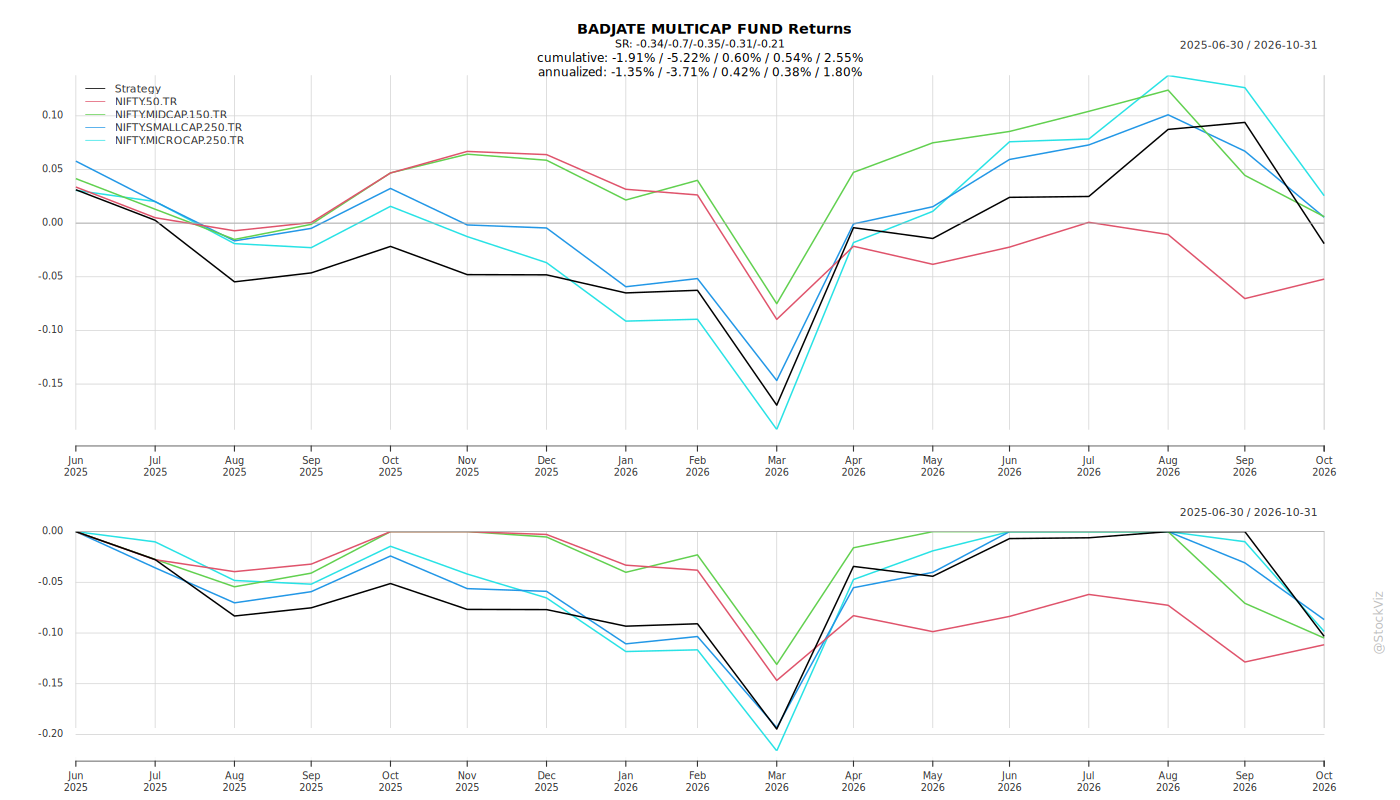 BADJATE MULTICAP FUND Returns
SR: -0.34/-0.7/-0.35/-0.31/-0.21
cumulative: -1.91% / -5.22% / 0.60% / 0.54% / 2.55%
annualized: -1.35% / -3.71% / 0.42% / 0.38% / 1.80%
2025-06-30 / 2026-10-31
Strategy
NIFTY.50.TR
NIFTY.MIDCAP.150.TR
NIFTY.SMALLCAP.250.TR
NIFTY.MICROCAP.250.TR
0.10
0.05
0.00
-0.05
-0.10
-0.15
Jun Jul Aug Sep Oct Nov Dec Jan Feb Mar Apr May Jun Jul Aug Sep Oct
2025 2025 2025 2025 2025 2025 2025 2026 2026 2026 2026 2026 2026 2026 2026 2026 2026
2025-06-30 / 2026-10-31
0.00
-0.05
-0.10
-0.15
-0.20
Jun Jul Aug Sep Oct Nov Dec Jan Feb Mar Apr May Jun Jul Aug Sep Oct
2025 2025 2025 2025 2025 2025 2025 2026 2026 2026 2026 2026 2026 2026 2026 2026 2026
@StockViz